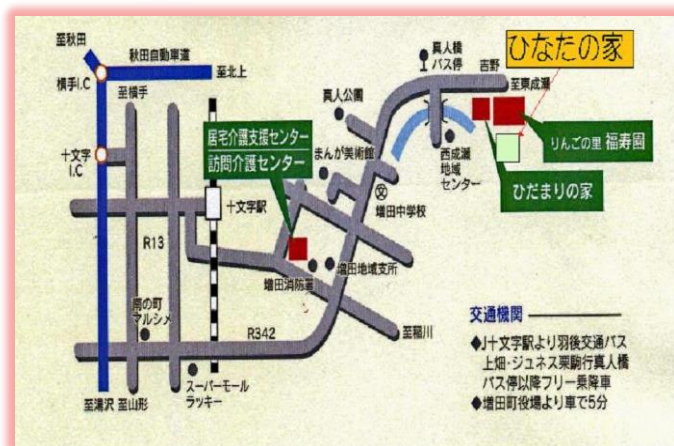 至秋田
秋田自動車道
横手I.C
至北上
至横手
真人橋
バス停
吉野
ひなたの家
至東成瀬
真人公園
居宅介護支援センター
訪問介護センター
まんが美術館
りんごの里 福寿園
西成瀬
地域
センター
ひだまりの家
十文字
I.C
文
増田中学校
十文字駅
R13
増田地域支所
増田消防署
至稲川
R342
マルシメ
スーパーモール
ラッキー
至湯沢
至山形
交通機関
◆J十文字駅より羽後交通バス
上畑・ジュネス栗駒行真人橋
バス停以降フリー乗降車
◆増田町役場より車で5分